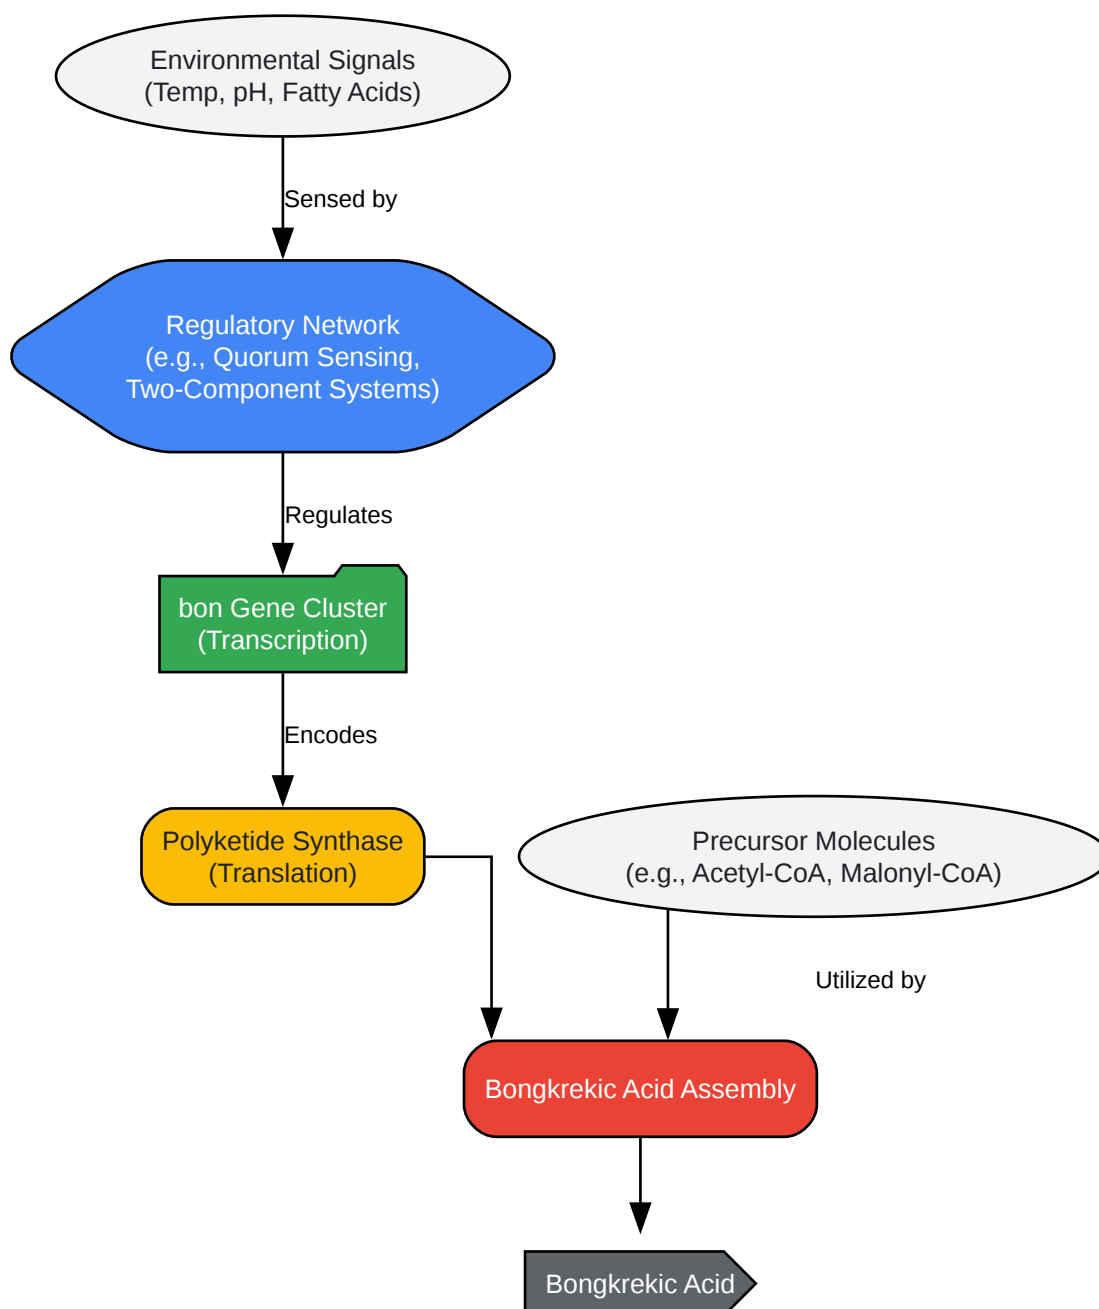 Environmental Signals
(Temp, pH, Fatty Acids)
Sensed by
Regulatory Network
(e.g., Quorum Sensing,
Two-Component Systems)
Regulates
bon Gene Cluster
(Transcription)
Encodes
Polyketide Synthase
(Translation)
Precursor Molecules
(e.g., Acetyl-CoA, Malonyl-CoA)
Utilized by
Bongkrekic Acid Assembly
Bongkrekic Acid